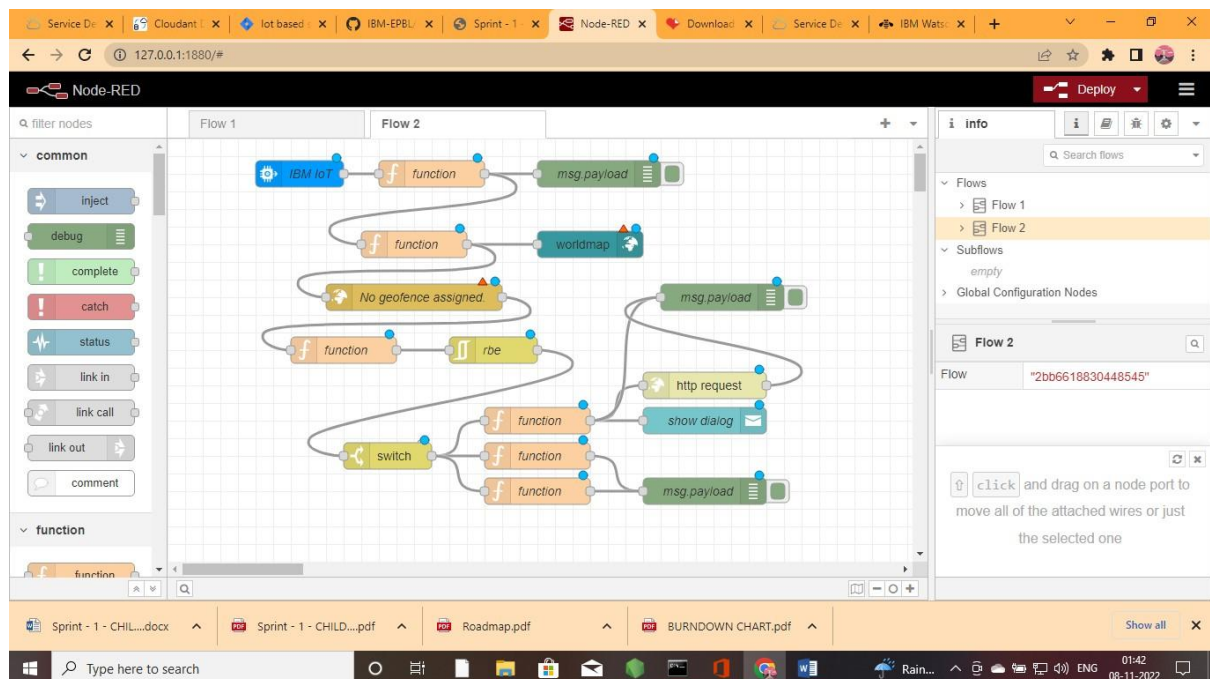 Service De
Cloudant
Iot based s
IBM-EPBL/
Sprint - 1 -
Node-RED
Download
Service De
IBM Wats
127.0.0.1:1880/#
Node-RED
Deploy
filter nodes
Flow 1
Flow 2
i info
i
Search flows
common
inject
debug
complete
catch
status
link in
link call
link out
comment
function
function
IBM IoT
function
msg.payload
function
worldmap
No geofence assigned.
msg.payload
function
rbe
http request
function
show dialog
switch
function
function
msg.payload
Flows
Flow 1
Flow 2
Subflows
empty
Global Configuration Nodes
Flow 2
Flow "2bb6618830448545"
click and drag on a node port to
move all of the attached wires or just
the selected one
Sprint - 1 - CHIL....docx
Sprint - 1 - CHILD....pdf
Roadmap.pdf
BURNDOWN CHART.pdf
Show all
Type here to search
Rain...
ENG
01:42
08-11-2022